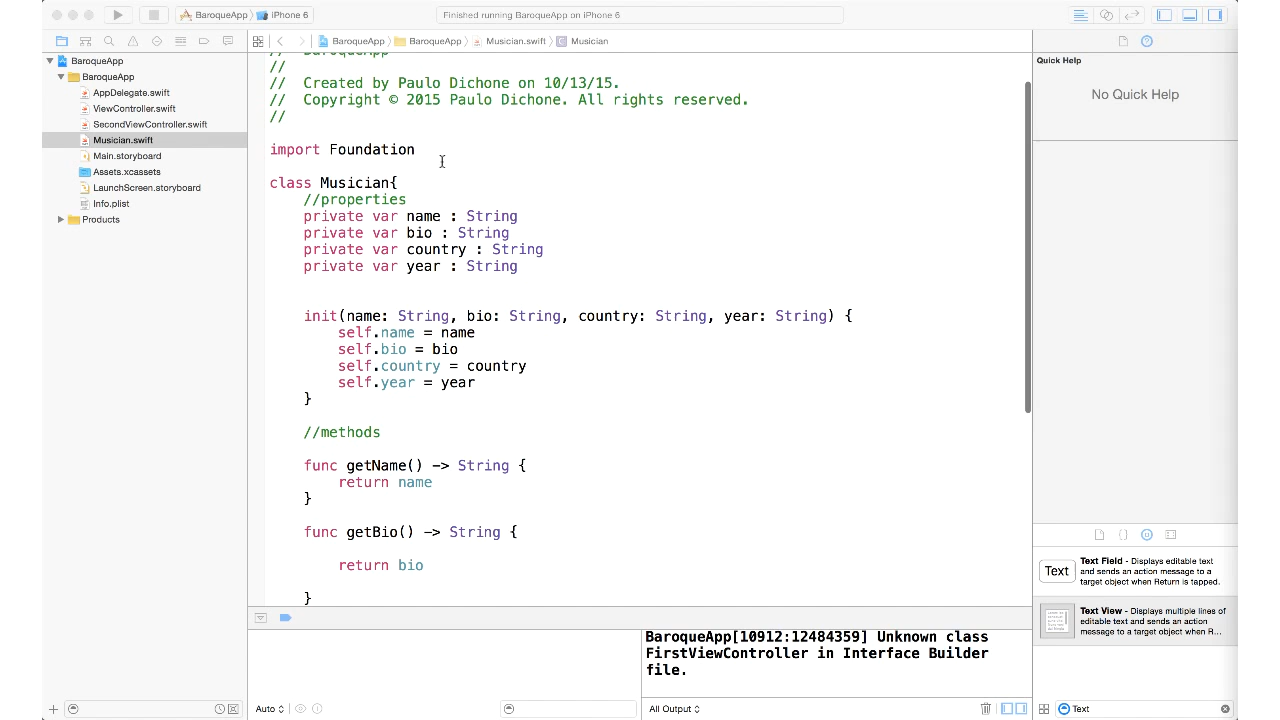 BaroqueApp
iPhone 6
Finished running BaroqueApp on iPhone 6
BaroqueApp
BaroqueApp
Musician.swift
Musician
BaroqueApp
BaroqueApp
AppDelegate.swift
ViewController.swift
SecondViewController.swift
Musician.swift
Main.storyboard
Assets.xcassets
LaunchScreen.storyboard
Info.plist
Products
// BaroqueApp
//
// Created by Paulo Dichone on 10/13/15.
// Copyright © 2015 Paulo Dichone. All rights reserved.
//
import Foundation
class Musician{
//properties
private var name : String
private var bio : String
private var country : String
private var year : String
init(name: String, bio: String, country: String, year: String) {
self.name = name
self.bio = bio
self.country = country
self.year = year
}
//methods
func getName() -> String {
return name
}
func getBio() -> String {
return bio
}
BaroqueApp[10912:12484359] Unknown class
FirstViewController in Interface Builder
file.
Auto
All Output
Quick Help
No Quick Help
Text
Text Field - Displays editable text
and sends an action message to a
target object when Return is tapped.
Text View - Displays multiple lines of
editable text and sends an action
message to a target object when R...
Text